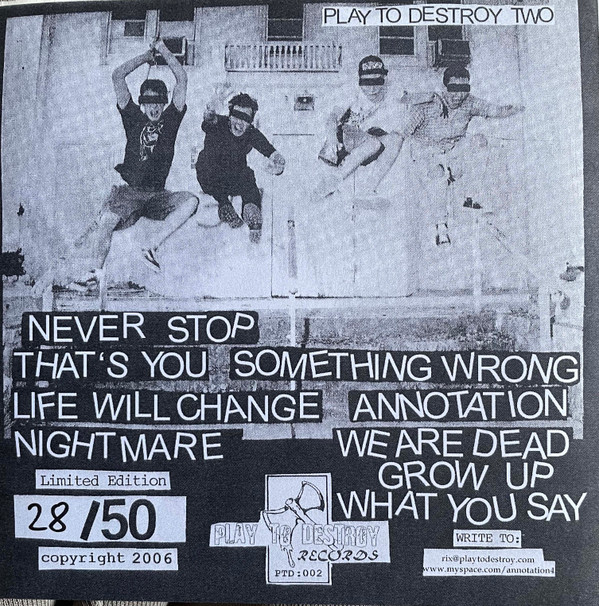 PLAY TO DESTROY TWO
NEVER STOP
THAT'S YOU SOMETHING WRONG
LIFE WILL CHANGE ANNOTATION
NIGHTMARE WE ARE DEAD
GROW UP
WHAT YOU SAY
Limited Edition
28/50
copyright 2006
PLAY TO DESTROY
RECORDS
PTD:002
WRITE TO:
rix@playtodestroy.com
www.myspace.com/annotation4